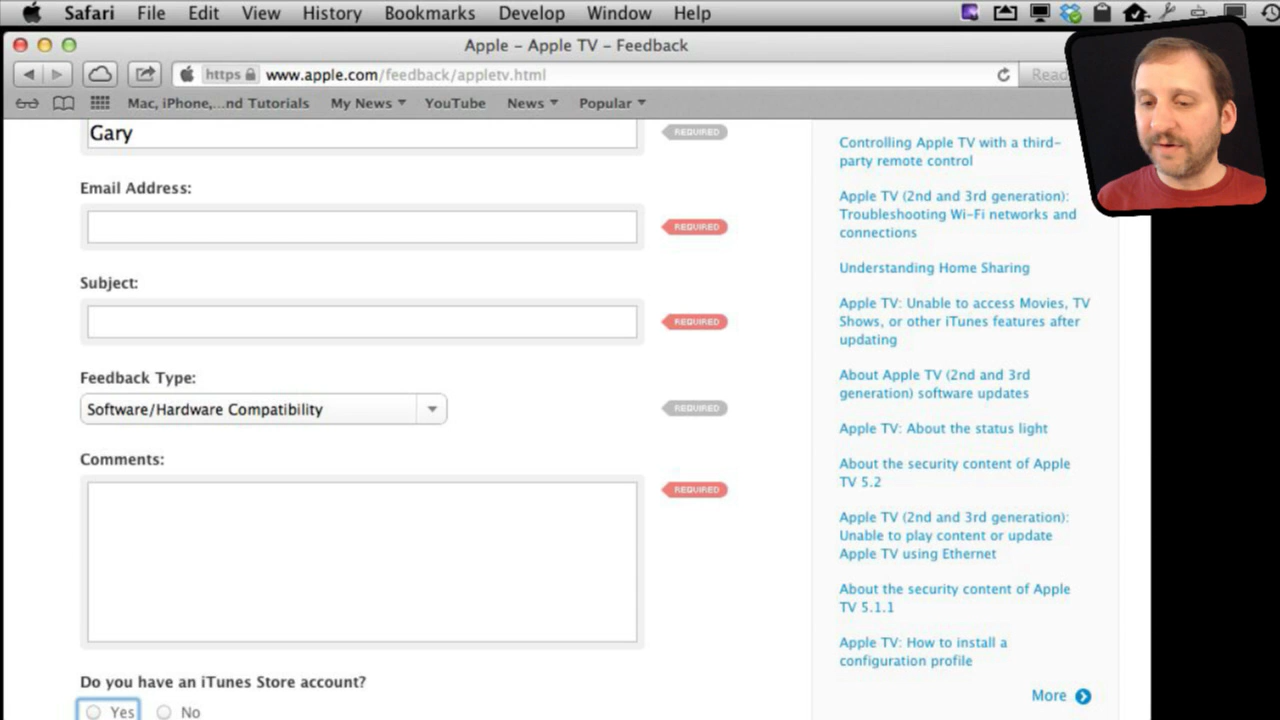 Safari File Edit View History Bookmarks Develop Window Help
Apple – Apple TV – Feedback
https www.apple.com/feedback/appletv.html
Mac, iPhone,...nd Tutorials My News YouTube News Popular
Gary
REQUIRED
Email Address:
REQUIRED
Subject:
REQUIRED
Feedback Type:
Software/Hardware Compatibility
REQUIRED
Comments:
REQUIRED
Do you have an iTunes Store account?
Yes No
Controlling Apple TV with a third-
party remote control
Apple TV (2nd and 3rd generation):
Troubleshooting Wi-Fi networks and
connections
Understanding Home Sharing
Apple TV: Unable to access Movies, TV
Shows, or other iTunes features after
updating
About Apple TV (2nd and 3rd
generation) software updates
Apple TV: About the status light
About the security content of Apple
TV 5.2
Apple TV (2nd and 3rd generation):
Unable to play content or update
Apple TV using Ethernet
About the security content of Apple
TV 5.1.1
Apple TV: How to install a
configuration profile
More